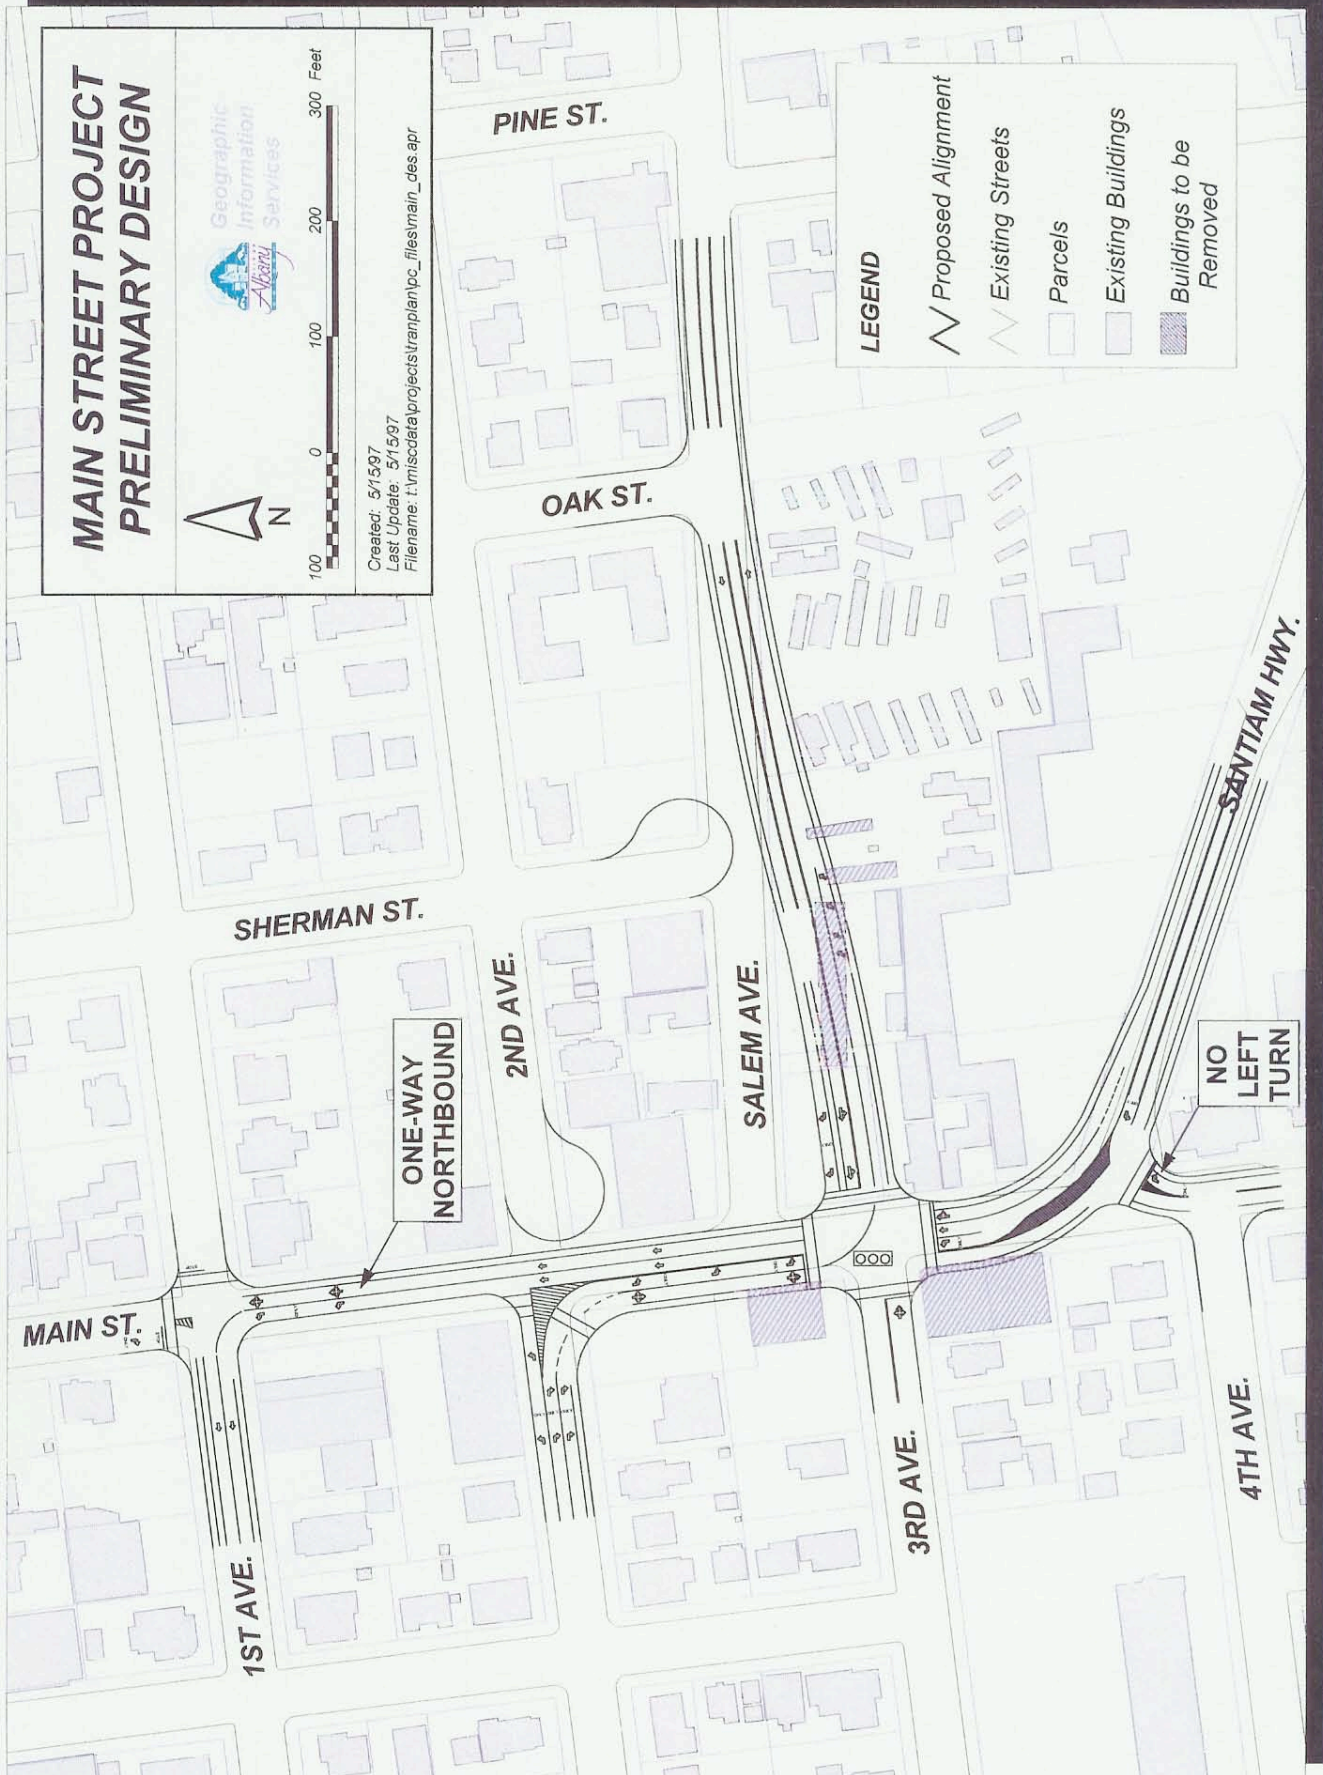 MAIN STREET PROJECT
PRELIMINARY DESIGN
N
Albany
Geographic
Information
Services
100 0 100 200 300 Feet
Created: 5/15/97
Last Update: 5/15/97
Filename: t:\miscdata\projects\tranplan\pc_files\main_des.apr
PINE ST.
OAK ST.
SHERMAN ST.
2ND AVE.
SALEM AVE.
ONE-WAY
NORTHBOUND
MAIN ST.
1ST AVE.
3RD AVE.
4TH AVE.
NO
LEFT
TURN
SANTIAM HWY.
LEGEND
Proposed Alignment
Existing Streets
Parcels
Existing Buildings
Buildings to be
Removed